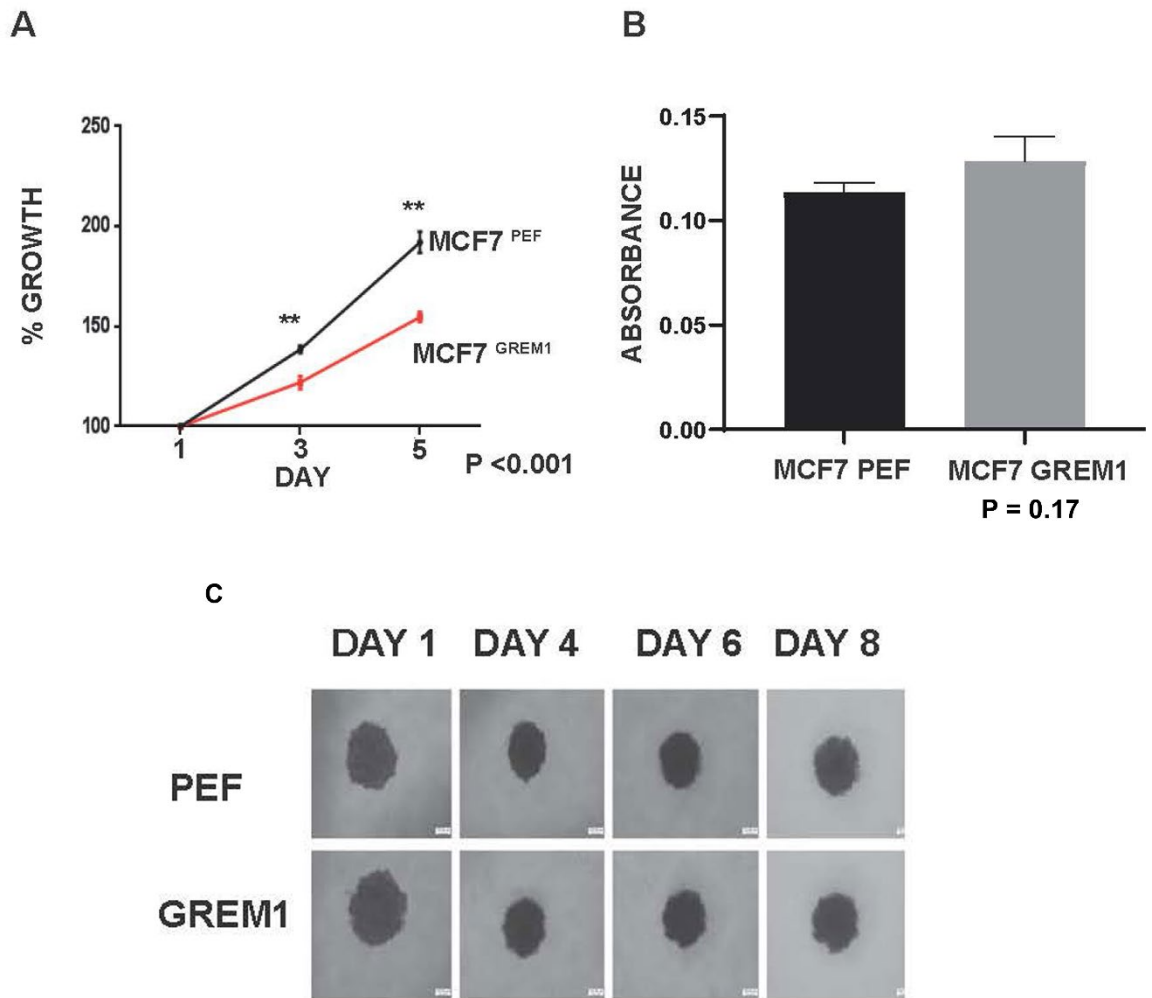 A
B
250
200
150
100
% GROWTH
**
**
MCF7 PEF
MCF7 GREM1
1 3 5
DAY
P <0.001
0.15
0.10
0.05
0.00
ABSORBANCE
MCF7 PEF MCF7 GREM1
P = 0.17
C
DAY 1 DAY 4 DAY 6 DAY 8
PEF
GREM1